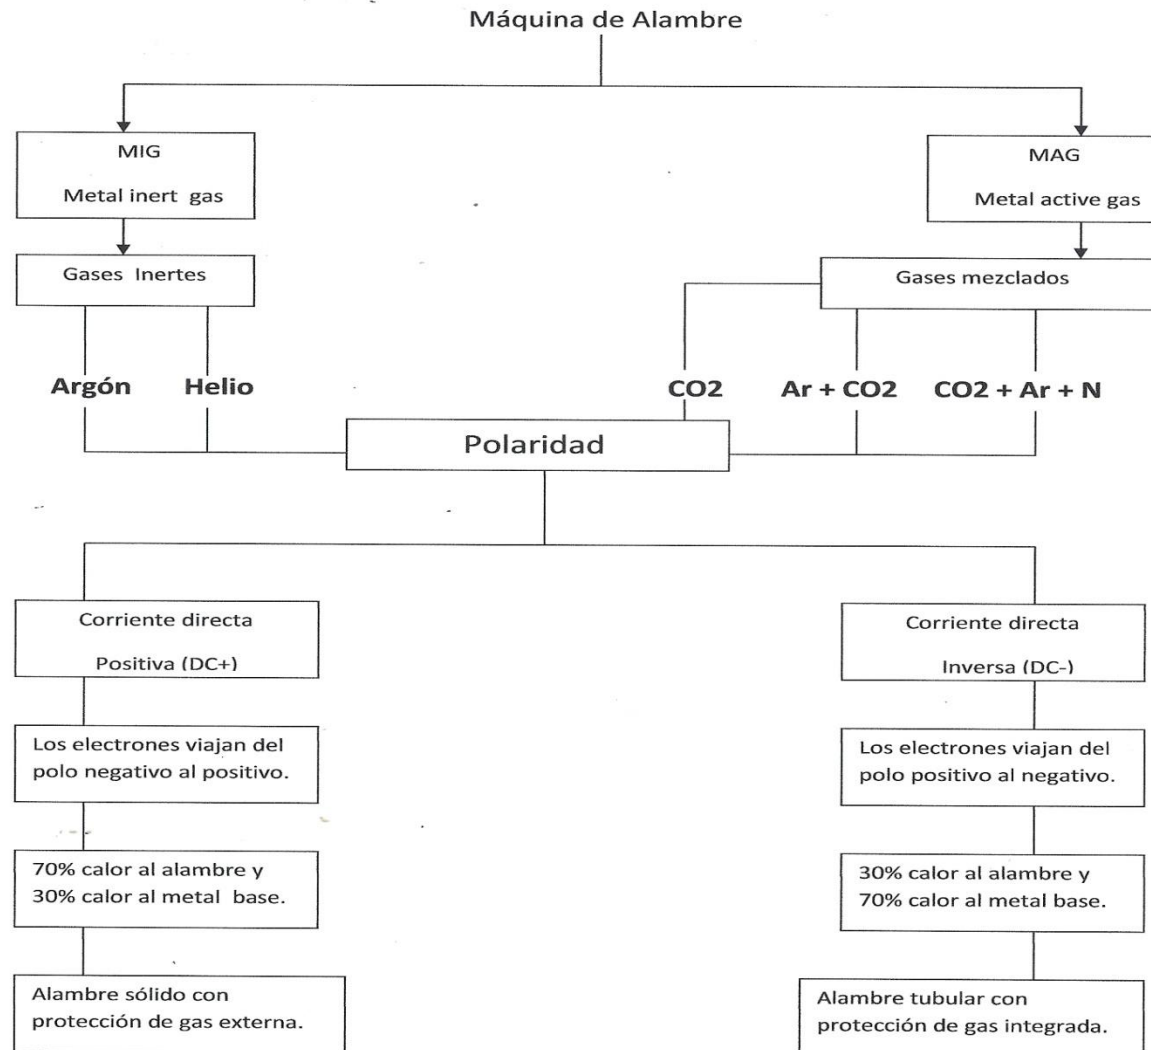 Máquina de Alambre
MIG
Metal inert gas
MAG
Metal active gas
Gases Inertes
Gases mezclados
Argón
Helio
CO2
Ar + CO2
CO2 + Ar + N
Polaridad
Corriente directa
Positiva (DC+)
Corriente directa
Inversa (DC-)
Los electrones viajan del
polo negativo al positivo.
Los electrones viajan del
polo positivo al negativo.
70% calor al alambre y
30% calor al metal base.
30% calor al alambre y
70% calor al metal base.
Alambre sólido con
protección de gas externa.
Alambre tubular con
protección de gas integrada.